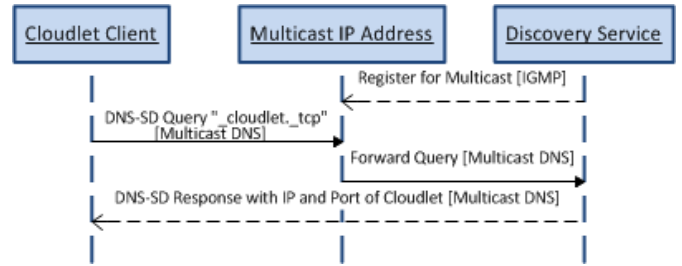 Cloudlet Client
Multicast IP Address
Discovery Service
Register for Multicast [IGMP]
DNS-SD Query "_cloudlet._tcp"
[Multicast DNS]
Forward Query [Multicast DNS]
DNS-SD Response with IP and Port of Cloudlet [Multicast DNS]